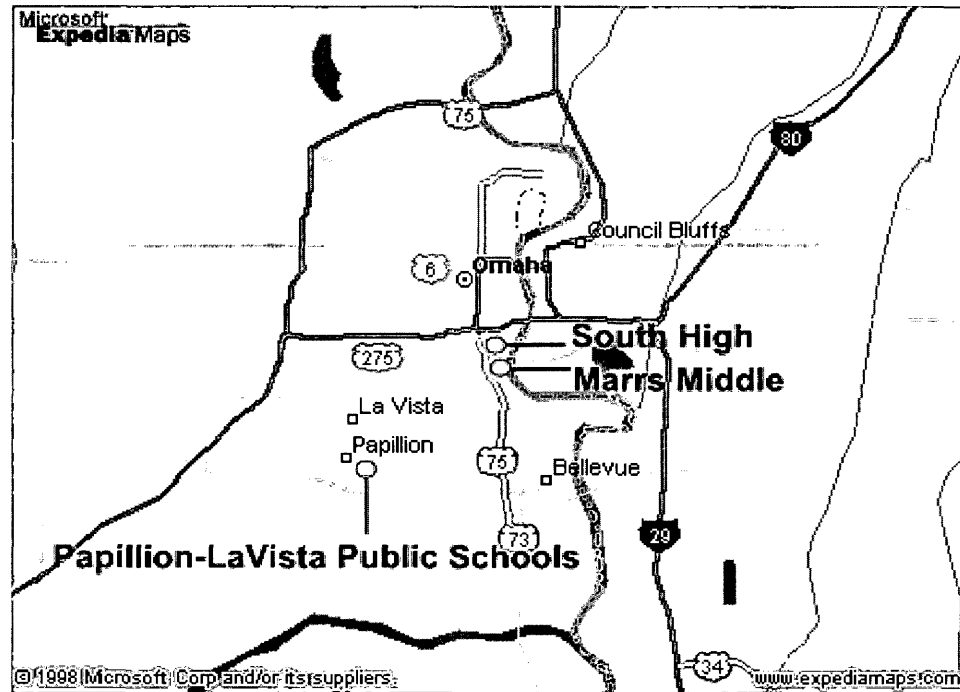 Microsoft
Expedia Maps
75
80
Council Bluffs
6
Omaha
South High
275
Marrs Middle
La Vista
Papillion
75
Bellevue
73
29
Papillion-LaVista Public Schools
34
© 1998 Microsoft Corp and/or its suppliers.
www.expediamaps.com